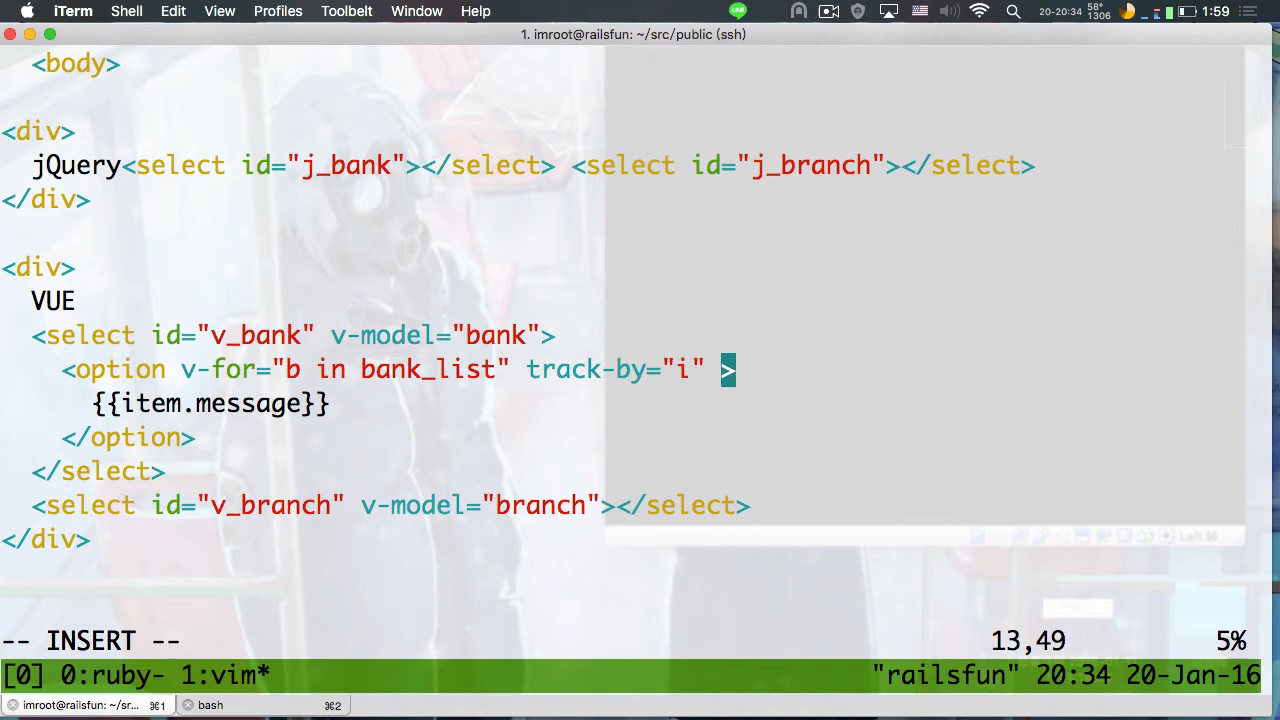 iTerm Shell Edit View Profiles Toolbelt Window Help LINE 20-20:34 58° 1306 1:59
1. imroot@railsfun: ~/src/public (ssh)
<body>
<div>
jQuery<select id="j_bank"></select> <select id="j_branch"></select>
</div>
<div>
VUE
<select id="v_bank" v-model="bank">
<option v-for="b in bank_list" track-by="i" >
{{item.message}}
</option>
</select>
<select id="v_branch" v-model="branch"></select>
</div>
Left ⌘
-- INSERT -- 13,49 5%
[0] 0:ruby- 1:vim* "railsfun" 20:34 20-Jan-16
imroot@railsfun: ~/sr... ⌘1 bash ⌘2